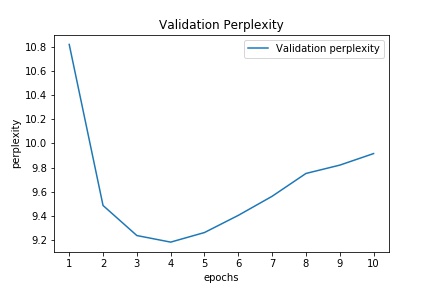 Validation Perplexity
Validation perplexity
10.8
10.6
10.4
10.2
10.0
9.8
9.6
9.4
9.2
perplexity
1 2 3 4 5 6 7 8 9 10
epochs